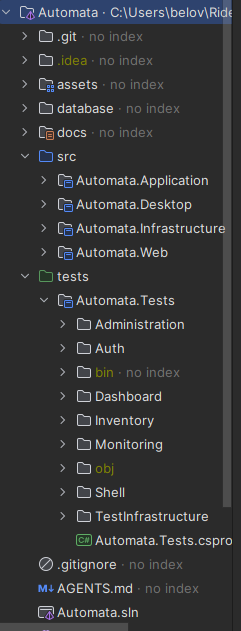 Automata · C:\Users\belov\Ride
.git · no index
.idea · no index
assets · no index
database · no index
docs · no index
src
Automata.Application
Automata.Desktop
Automata.Infrastructure
Automata.Web
tests
Automata.Tests
Administration
Auth
bin · no index
Dashboard
Inventory
Monitoring
obj
Shell
TestInfrastructure
C# Automata.Tests.cspro
.gitignore · no index
M↓ AGENTS.md · no index
Automata.sln